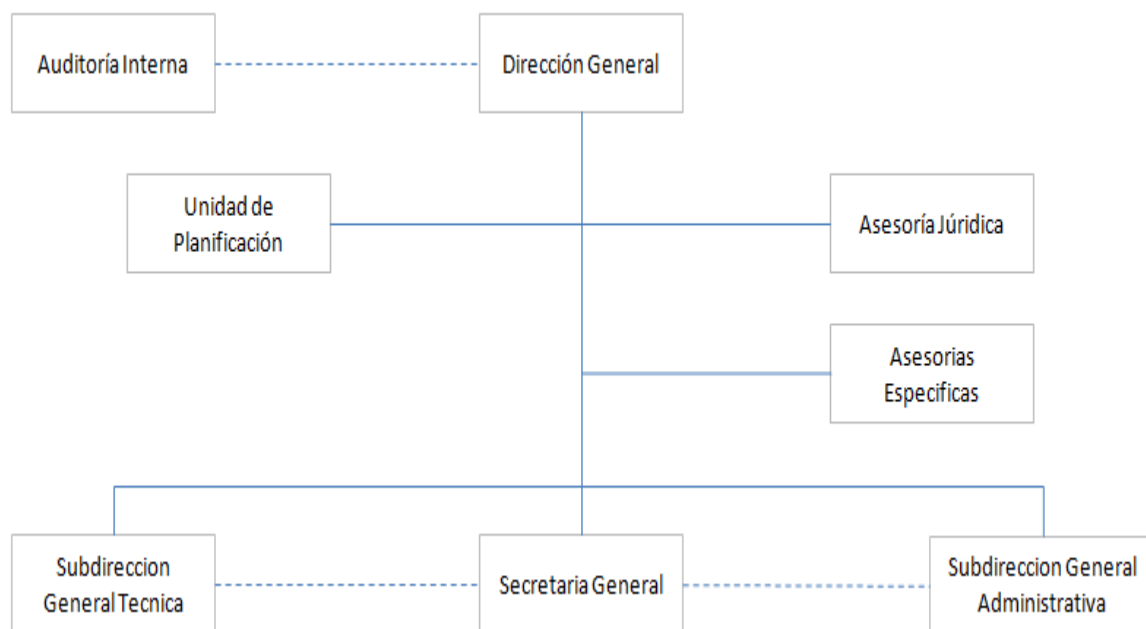 Auditoría Interna
Dirección General
Unidad de
Planificación
Asesoría Júridica
Asesorias
Especificas
Subdireccion
General Tecnica
Secretaria General
Subdireccion General
Administrativa